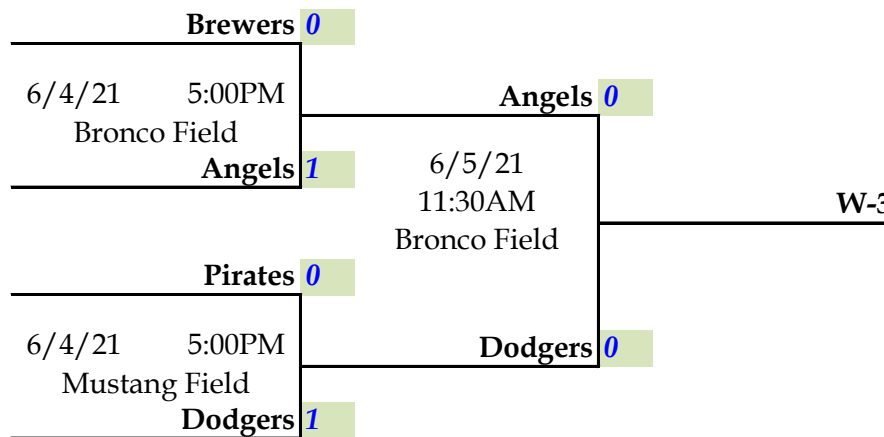 Brewers 0
6/4/21 5:00PM
Bronco Field
Angels 1
Angels 0
6/5/21
11:30AM
Bronco Field
W-3
Pirates 0
6/4/21 5:00PM
Mustang Field
Dodgers 1
Dodgers 0